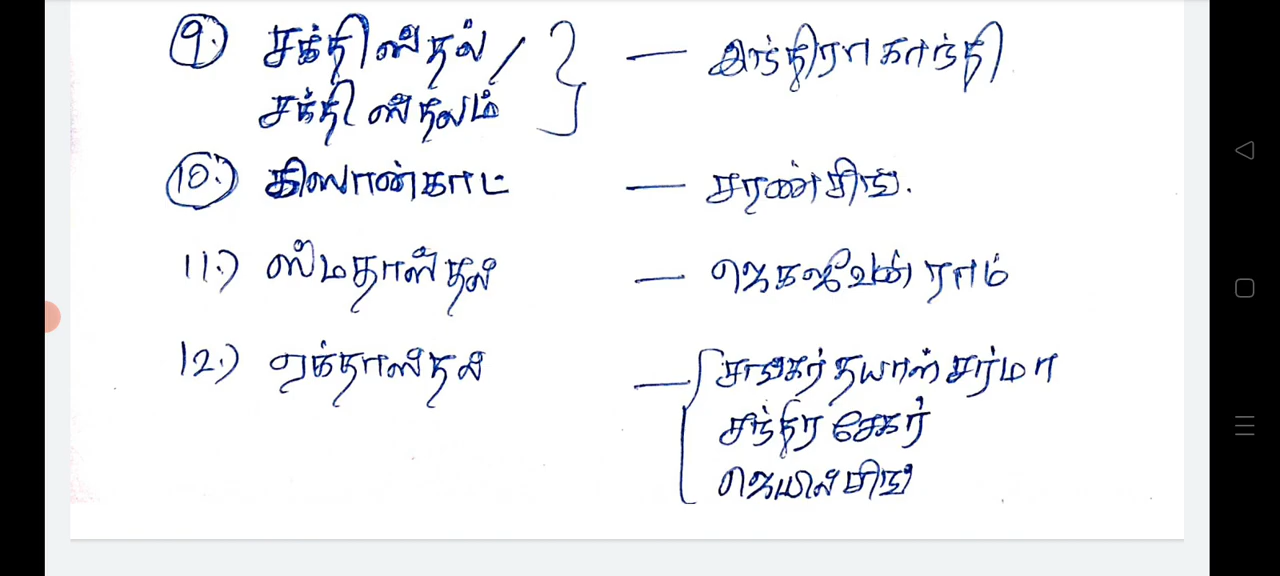 9.) சக்தி ஸ்தல் / } — இந்திரா காந்தி
சக்தி ஸ்தலம்
10.) கிஸான்காட் — சரண்சிங்.
11.) ஸ்மதாஸ்தல் — ஜெகஜீவன் ராம்
12.) ஏக்தாஸ்தல் — சங்கர் தயாள் சர்மா
சந்திர சேகர்
ஜெயில் சிங்